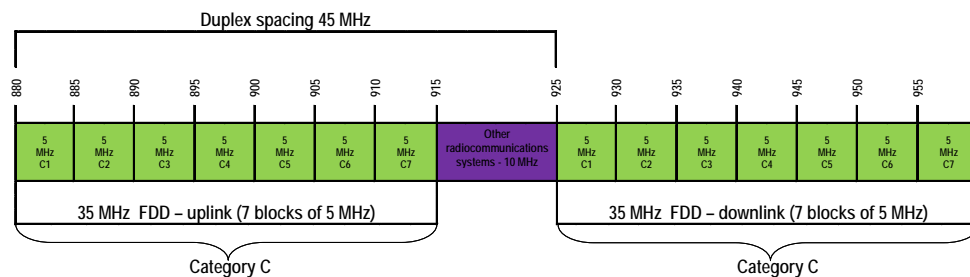 Duplex spacing 45 MHz
880 885 890 895 900 905 910 915 925 930 935 940 945 950 955
5 MHz C1
5 MHz C2
5 MHz C3
5 MHz C4
5 MHz C5
5 MHz C6
5 MHz C7
Other
radiocommunications
systems - 10 MHz
5 MHz C1
5 MHz C2
5 MHz C3
5 MHz C4
5 MHz C5
5 MHz C6
5 MHz C7
35 MHz FDD – uplink (7 blocks of 5 MHz)
35 MHz FDD – downlink (7 blocks of 5 MHz)
Category C
Category C